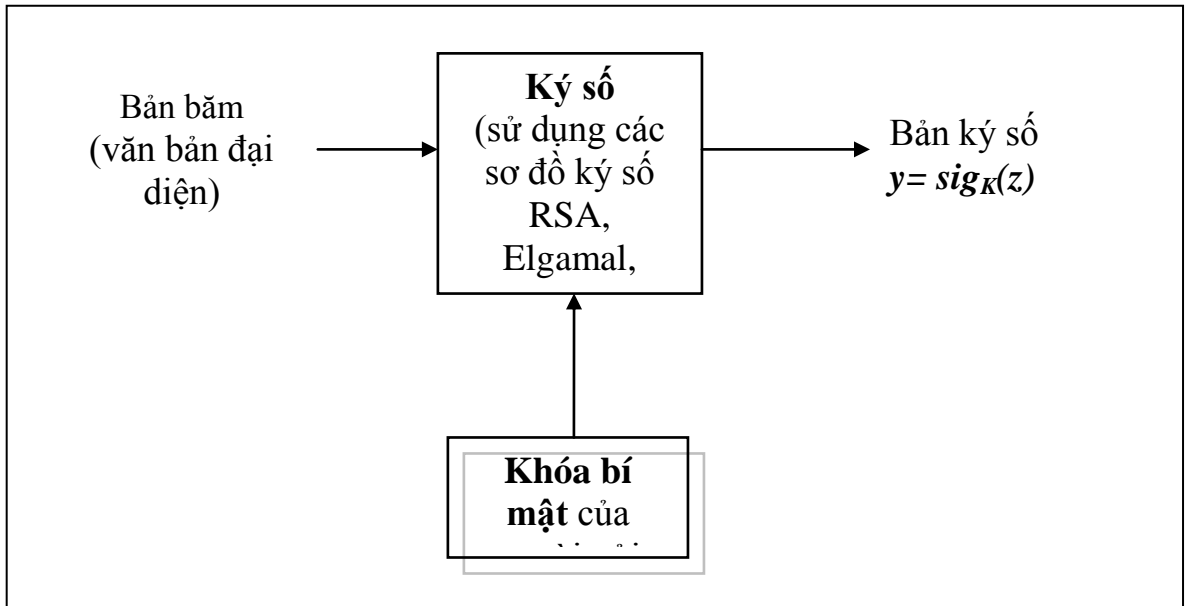 Bản băm
(văn bản đại
diện)
Ký số
(sử dụng các
sơ đồ ký số
RSA,
Elgamal,
Bản ký số
y= sigK(z)
Khóa bí
mật của